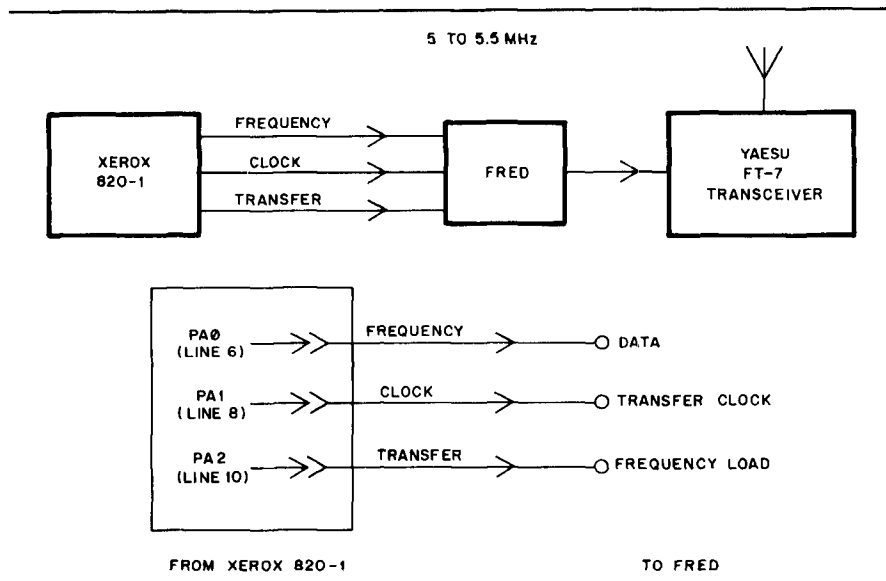 5 TO 5.5 MHz
XEROX
820-1
FREQUENCY
CLOCK
TRANSFER
FRED
YAESU
FT-7
TRANSCEIVER
PAØ
(LINE 6)
FREQUENCY
DATA
PA1
(LINE 8)
CLOCK
TRANSFER CLOCK
PA2
(LINE 10)
TRANSFER
FREQUENCY LOAD
FROM XEROX 820-1
TO FRED